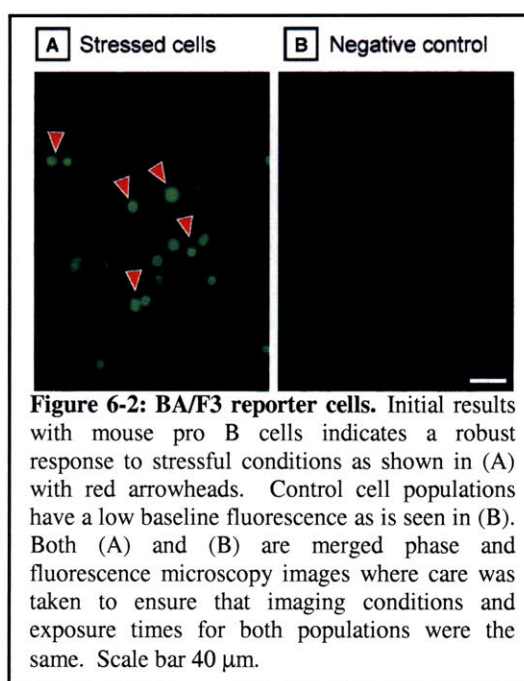 A Stressed cells
B Negative control
Figure 6-2: BA/F3 reporter cells. Initial results
with mouse pro B cells indicates a robust
response to stressful conditions as shown in (A)
with red arrowheads. Control cell populations
have a low baseline fluorescence as is seen in (B).
Both (A) and (B) are merged phase and
fluorescence microscopy images where care was
taken to ensure that imaging conditions and
exposure times for both populations were the
same. Scale bar 40 μm.